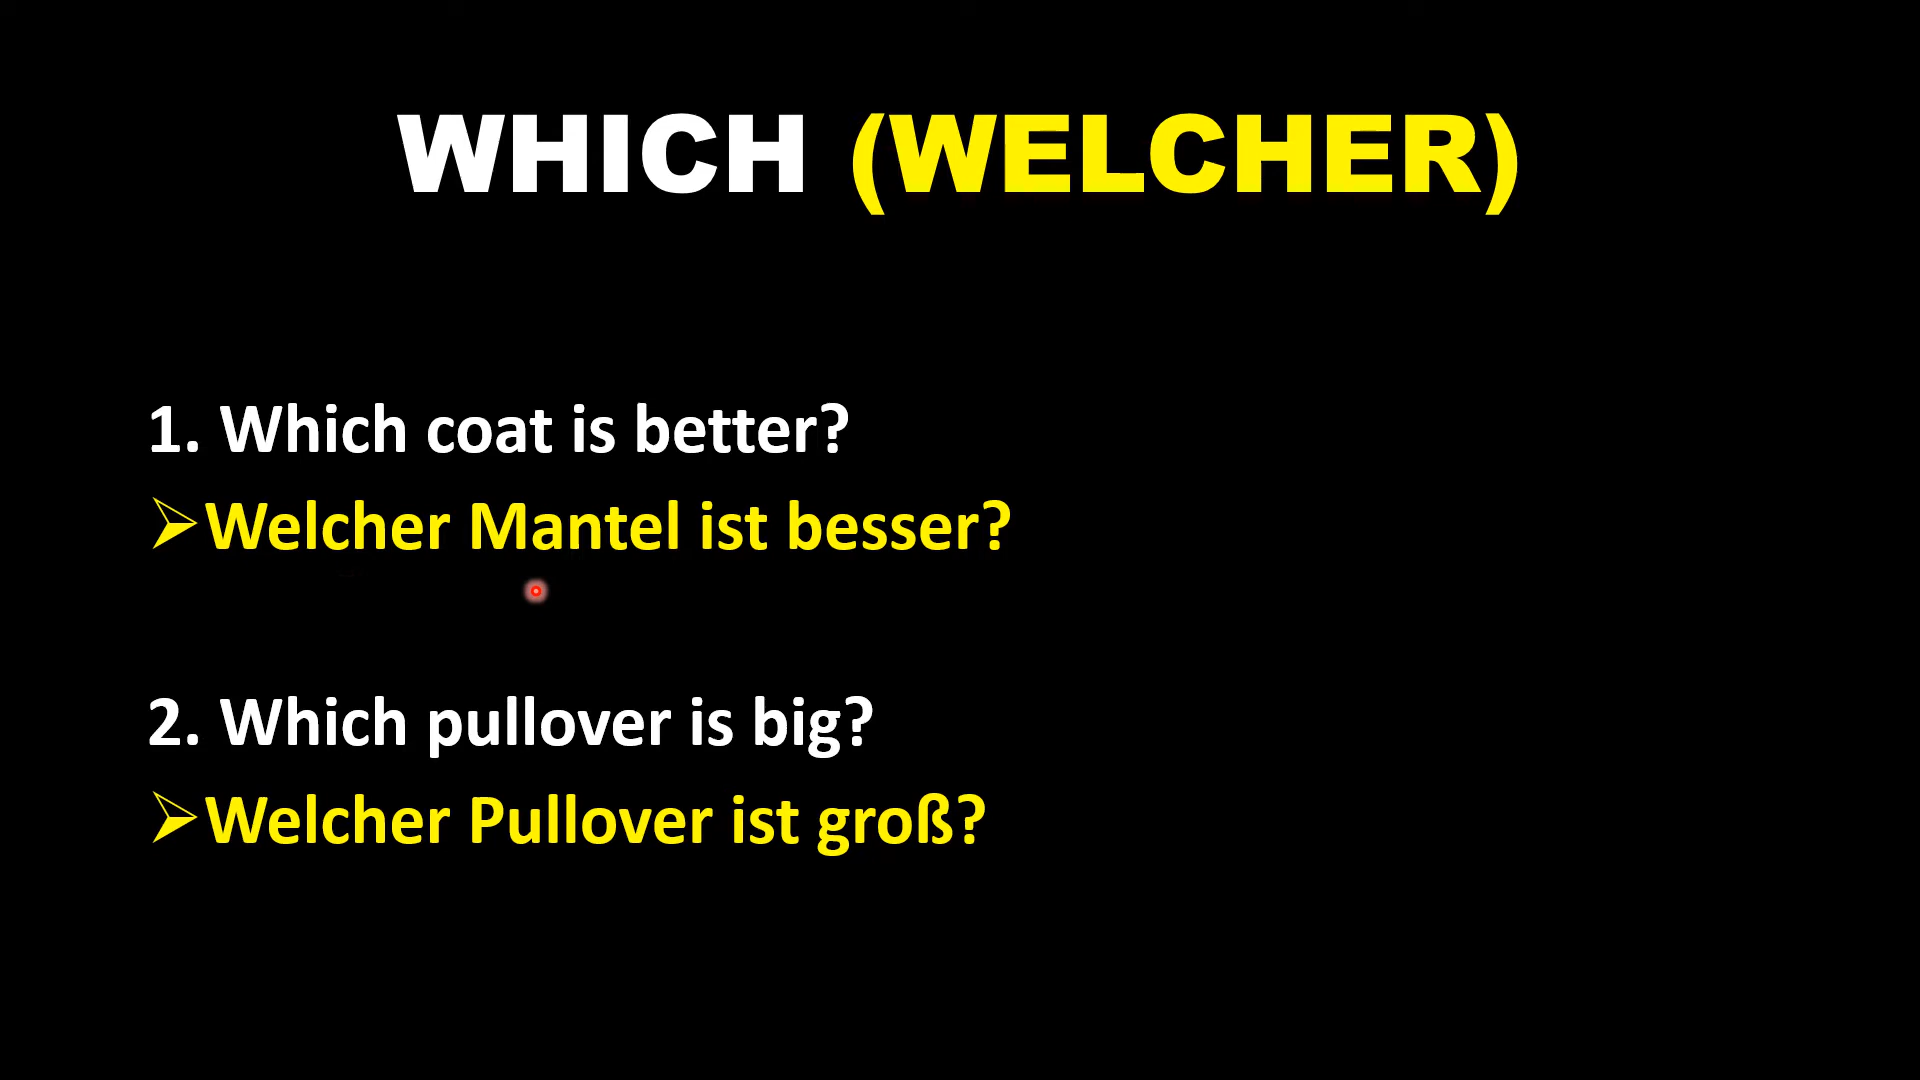 WHICH (WELCHER)
1. Which coat is better?
Welcher Mantel ist besser?
2. Which pullover is big?
Welcher Pullover ist groß?